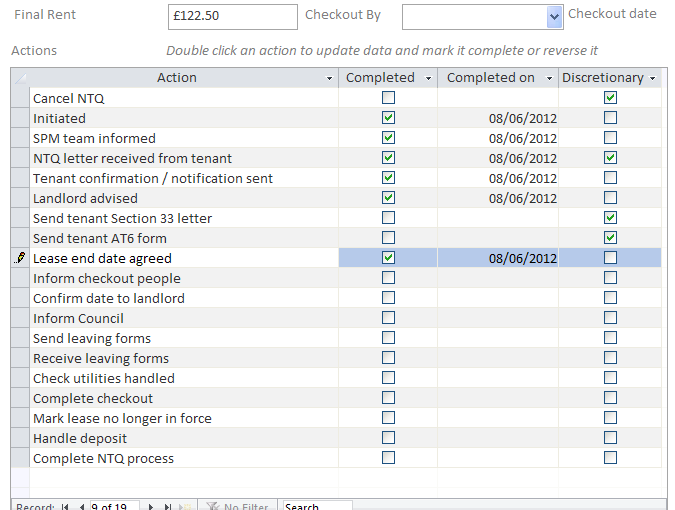 Final Rent £122.50 Checkout By Checkout date
Actions Double click an action to update data and mark it complete or reverse it
Action Completed Completed on Discretionary
Cancel NTQ
Initiated 08/06/2012
SPM team informed 08/06/2012
NTQ letter received from tenant 08/06/2012
Tenant confirmation / notification sent 08/06/2012
Landlord advised 08/06/2012
Send tenant Section 33 letter
Send tenant AT6 form
Lease end date agreed 08/06/2012
Inform checkout people
Confirm date to landlord
Inform Council
Send leaving forms
Receive leaving forms
Check utilities handled
Complete checkout
Mark lease no longer in force
Handle deposit
Complete NTQ process
Record: 9 of 19 No Filter Search